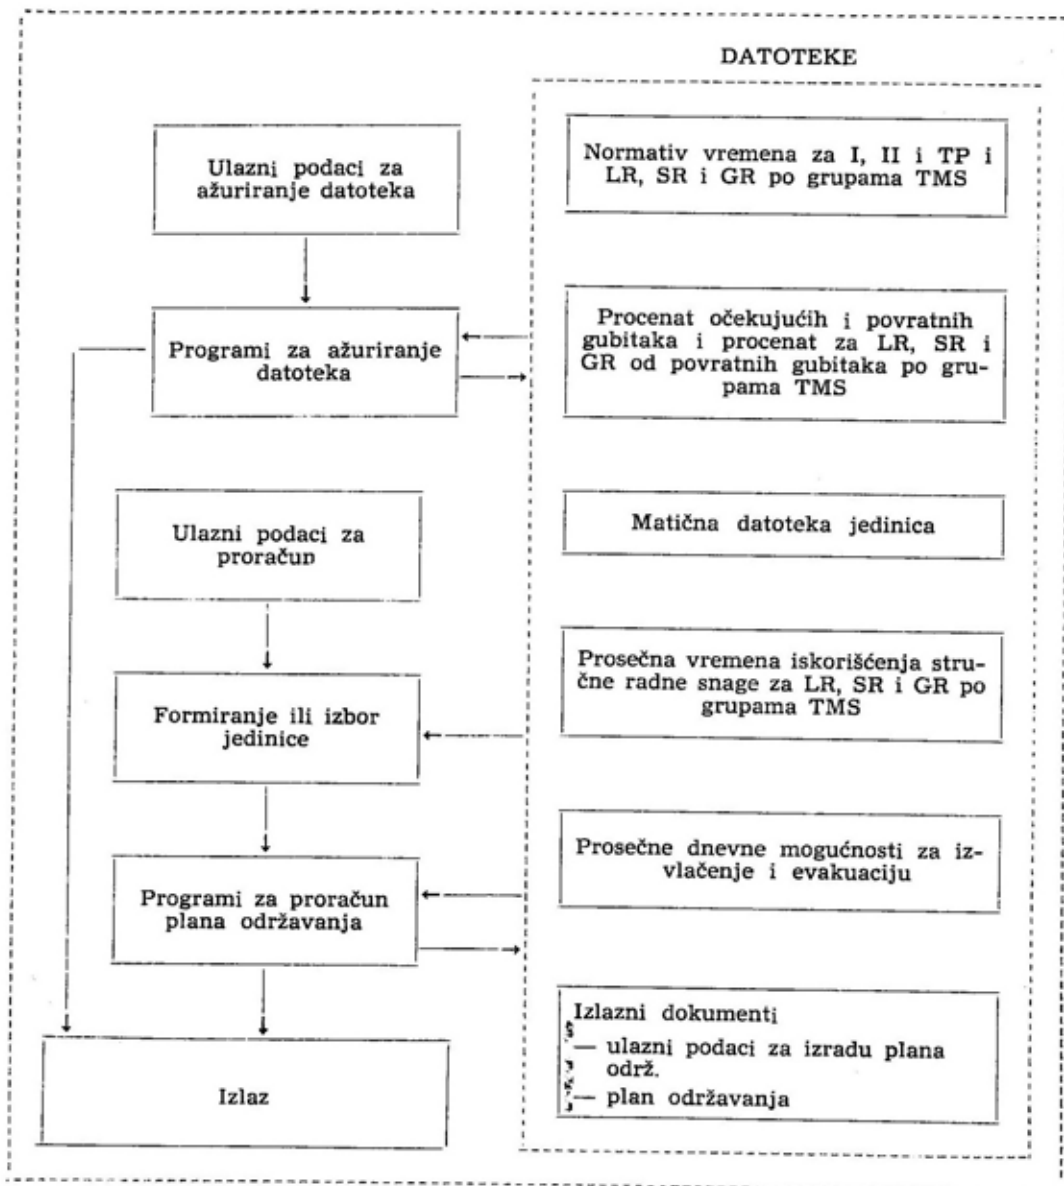 DATOTEKE
Ulazni podaci za
ažuriranje datoteka
Programi za ažuriranje
datoteka
Ulazni podaci za
proračun
Formiranje ili izbor
jedinice
Programi za proračun
plana održavanja
Izlaz
Normativ vremena za I, II i TP i
LR, SR i GR po grupama TMS
Procenat očekujućih i povratnih
gubitaka i procenat za LR, SR i
GR od povratnih gubitaka po gru-
pama TMS
Matična datoteka jedinica
Prosečna vremena iskorišćenja stru-
čne radne snage za LR, SR i GR po
grupama TMS
Prosečne dnevne mogućnosti za iz-
vlačenje i evakuaciju
Izlazni dokumenti
— ulazni podaci za izradu plana
održ.
— plan održavanja